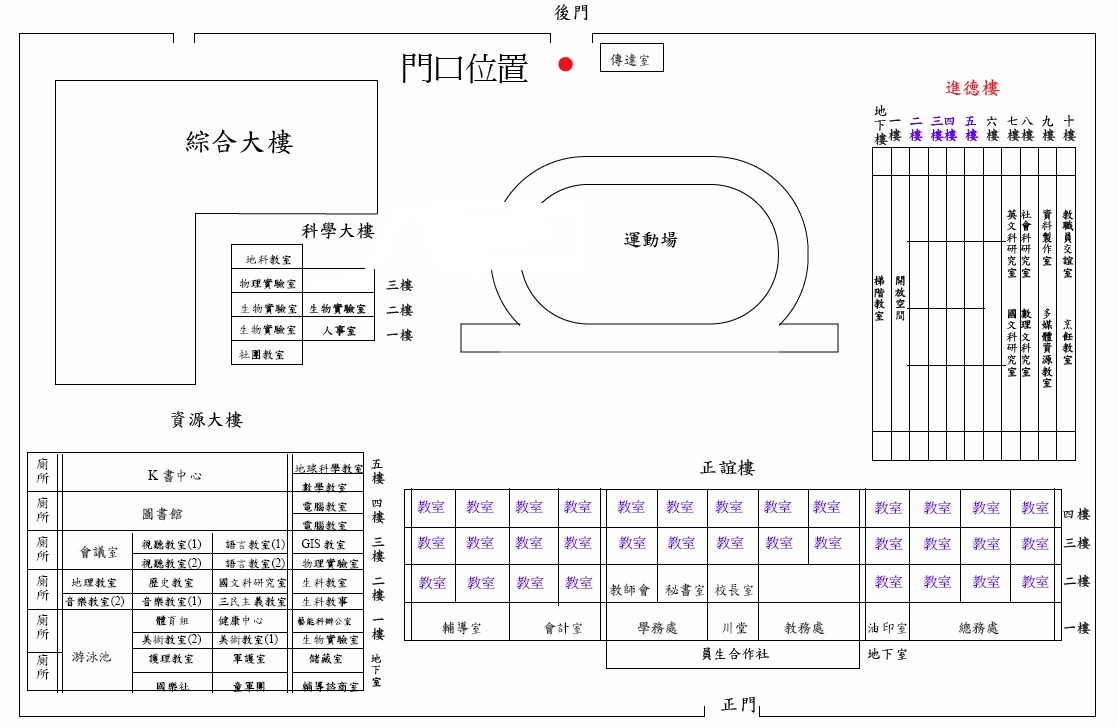 後門
門口位置
傳達室
綜合大樓
運動場
進德樓
地下樓 一樓 二樓 三樓 四樓 五樓 六樓 七樓 八樓 九樓 十樓
梯階教室
開放空間
英文科研究室
社會科研究室
資料製作室
教職員交誼室
國文科研究室
數理文科究室
多媒體資源教室
烹飪教室
科學大樓
地科教室
物理實驗室 三樓
生物實驗室 生物實驗室 二樓
生物實驗室 人事室 一樓
社團教室
資源大樓
廁所 K 書中心 地球科學教室 五樓
數學教室
廁所 圖書館 電腦教室 四樓
電腦教室
廁所 會議室 視聽教室(1) 語言教室(1) GIS 教室 三樓
視聽教室(2) 語言教室(2) 物理實驗室
廁所 地理教室 歷史教室 國文科研究室 生科教室 二樓
音樂教室(2) 音樂教室(1) 三民主義教室 生科教事
廁所 體育組 健康中心 藝能科辦公室 一樓
美術教室(2) 美術教室(1) 生物實驗室
廁所 游泳池 護理教室 軍護室 儲藏室 地下室
國樂社 童軍團 輔導諮商室
正誼樓
教室 教室 教室 教室 教室 教室 教室 教室 教室 教室 教室 教室 教室 四樓
教室 教室 教室 教室 教室 教室 教室 教室 教室 教室 教室 教室 教室 三樓
教室 教室 教室 教室 教師會 秘書室 校長室 教室 教室 教室 教室 二樓
輔導室 會計室 學務處 川堂 教務處 油印室 總務處 一樓
員生合作社 地下室
正門